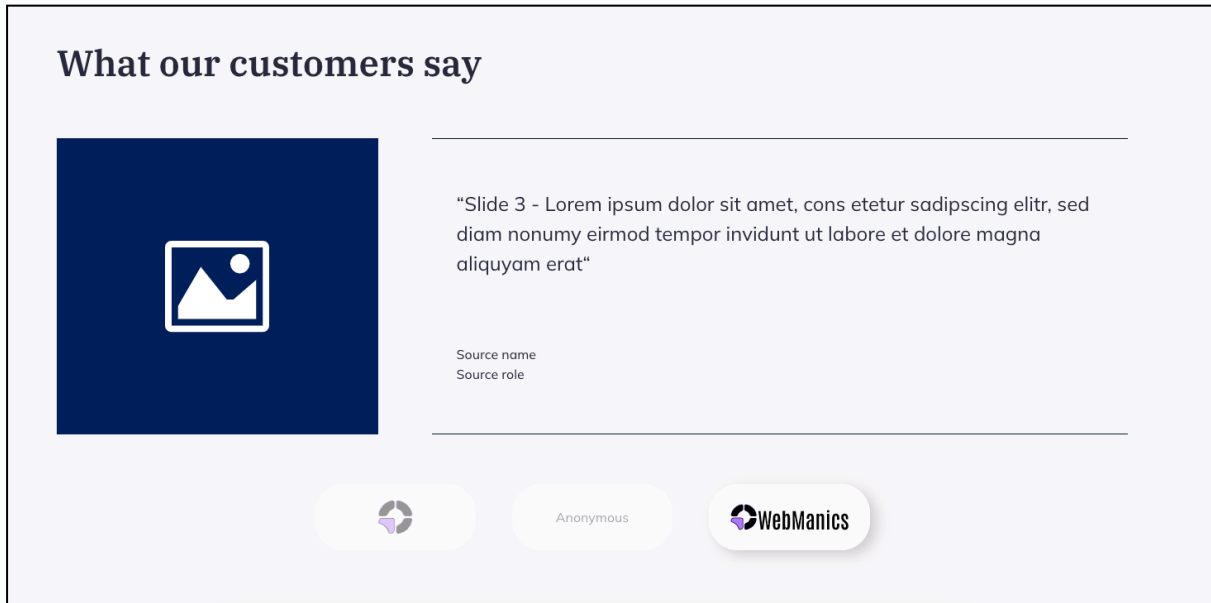 What our customers say
“Slide 3 - Lorem ipsum dolor sit amet, cons etetur sadipscing elitr, sed
diam nonumy eirmod tempor invidunt ut labore et dolore magna
aliquyam erat“
Source name
Source role
Anonymous
WebManics